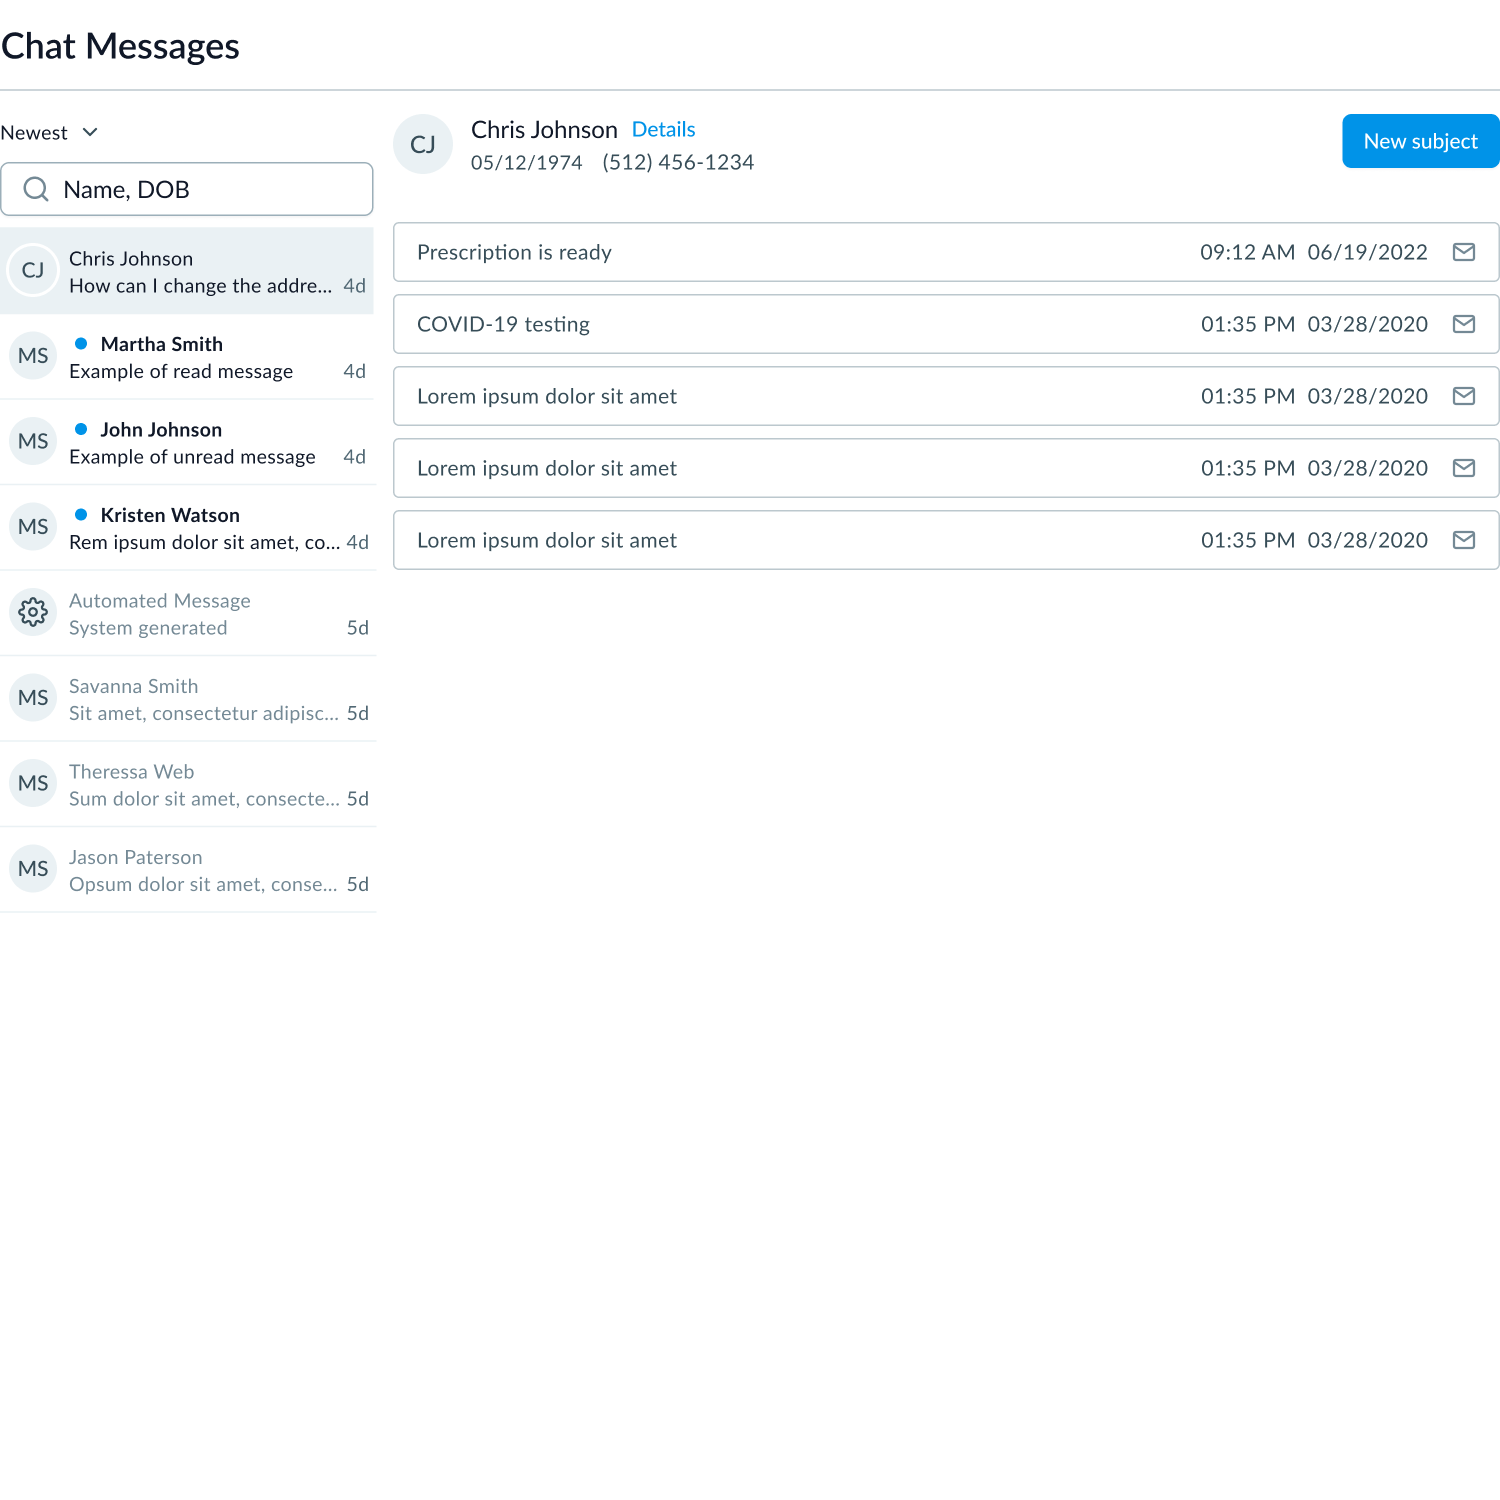 Chat Messages
Newest
Name, DOB
CJ
Chris Johnson
How can I change the addre... 4d
MS
Martha Smith
Example of read message 4d
MS
John Johnson
Example of unread message 4d
MS
Kristen Watson
Rem ipsum dolor sit amet, co... 4d
Automated Message
System generated 5d
MS
Savanna Smith
Sit amet, consectetur adipisc... 5d
MS
Theressa Web
Sum dolor sit amet, consecte... 5d
MS
Jason Paterson
Opsum dolor sit amet, conse... 5d
CJ
Chris Johnson Details
05/12/1974 (512) 456-1234
New subject
Prescription is ready 09:12 AM 06/19/2022
COVID-19 testing 01:35 PM 03/28/2020
Lorem ipsum dolor sit amet 01:35 PM 03/28/2020
Lorem ipsum dolor sit amet 01:35 PM 03/28/2020
Lorem ipsum dolor sit amet 01:35 PM 03/28/2020